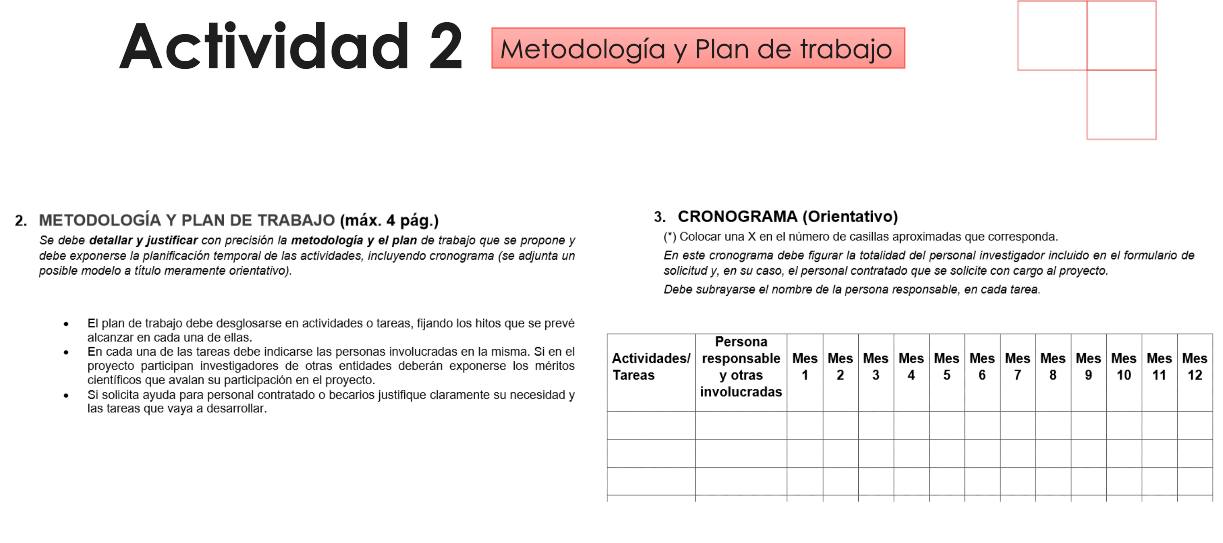 Actividad 2
Metodología y Plan de trabajo
2. METODOLOGÍA Y PLAN DE TRABAJO (máx. 4 pág.)
Se debe detallar y justificar con precisión la metodología y el plan de trabajo que se propone y
debe exponerse la planificación temporal de las actividades, incluyendo cronograma (se adjunta un
posible modelo a título meramente orientativo).
• El plan de trabajo debe desglosarse en actividades o tareas, fijando los hitos que se prevé
alcanzar en cada una de ellas.
• En cada una de las tareas debe indicarse las personas involucradas en la misma. Si en el
proyecto participan investigadores de otras entidades deberán exponerse los méritos
científicos que avalan su participación en el proyecto.
• Si solicita ayuda para personal contratado o becarios justifique claramente su necesidad y
las tareas que vaya a desarrollar.
3. CRONOGRAMA (Orientativo)
(*) Colocar una X en el número de casillas aproximadas que corresponda.
En este cronograma debe figurar la totalidad del personal investigador incluido en el formulario de
solicitud y, en su caso, el personal contratado que se solicite con cargo al proyecto.
Debe subrayarse el nombre de la persona responsable, en cada tarea.
Persona
Actividades/ responsable Mes Mes Mes Mes Mes Mes Mes Mes Mes Mes Mes Mes
Tareas y otras 1 2 3 4 5 6 7 8 9 10 11 12
involucradas